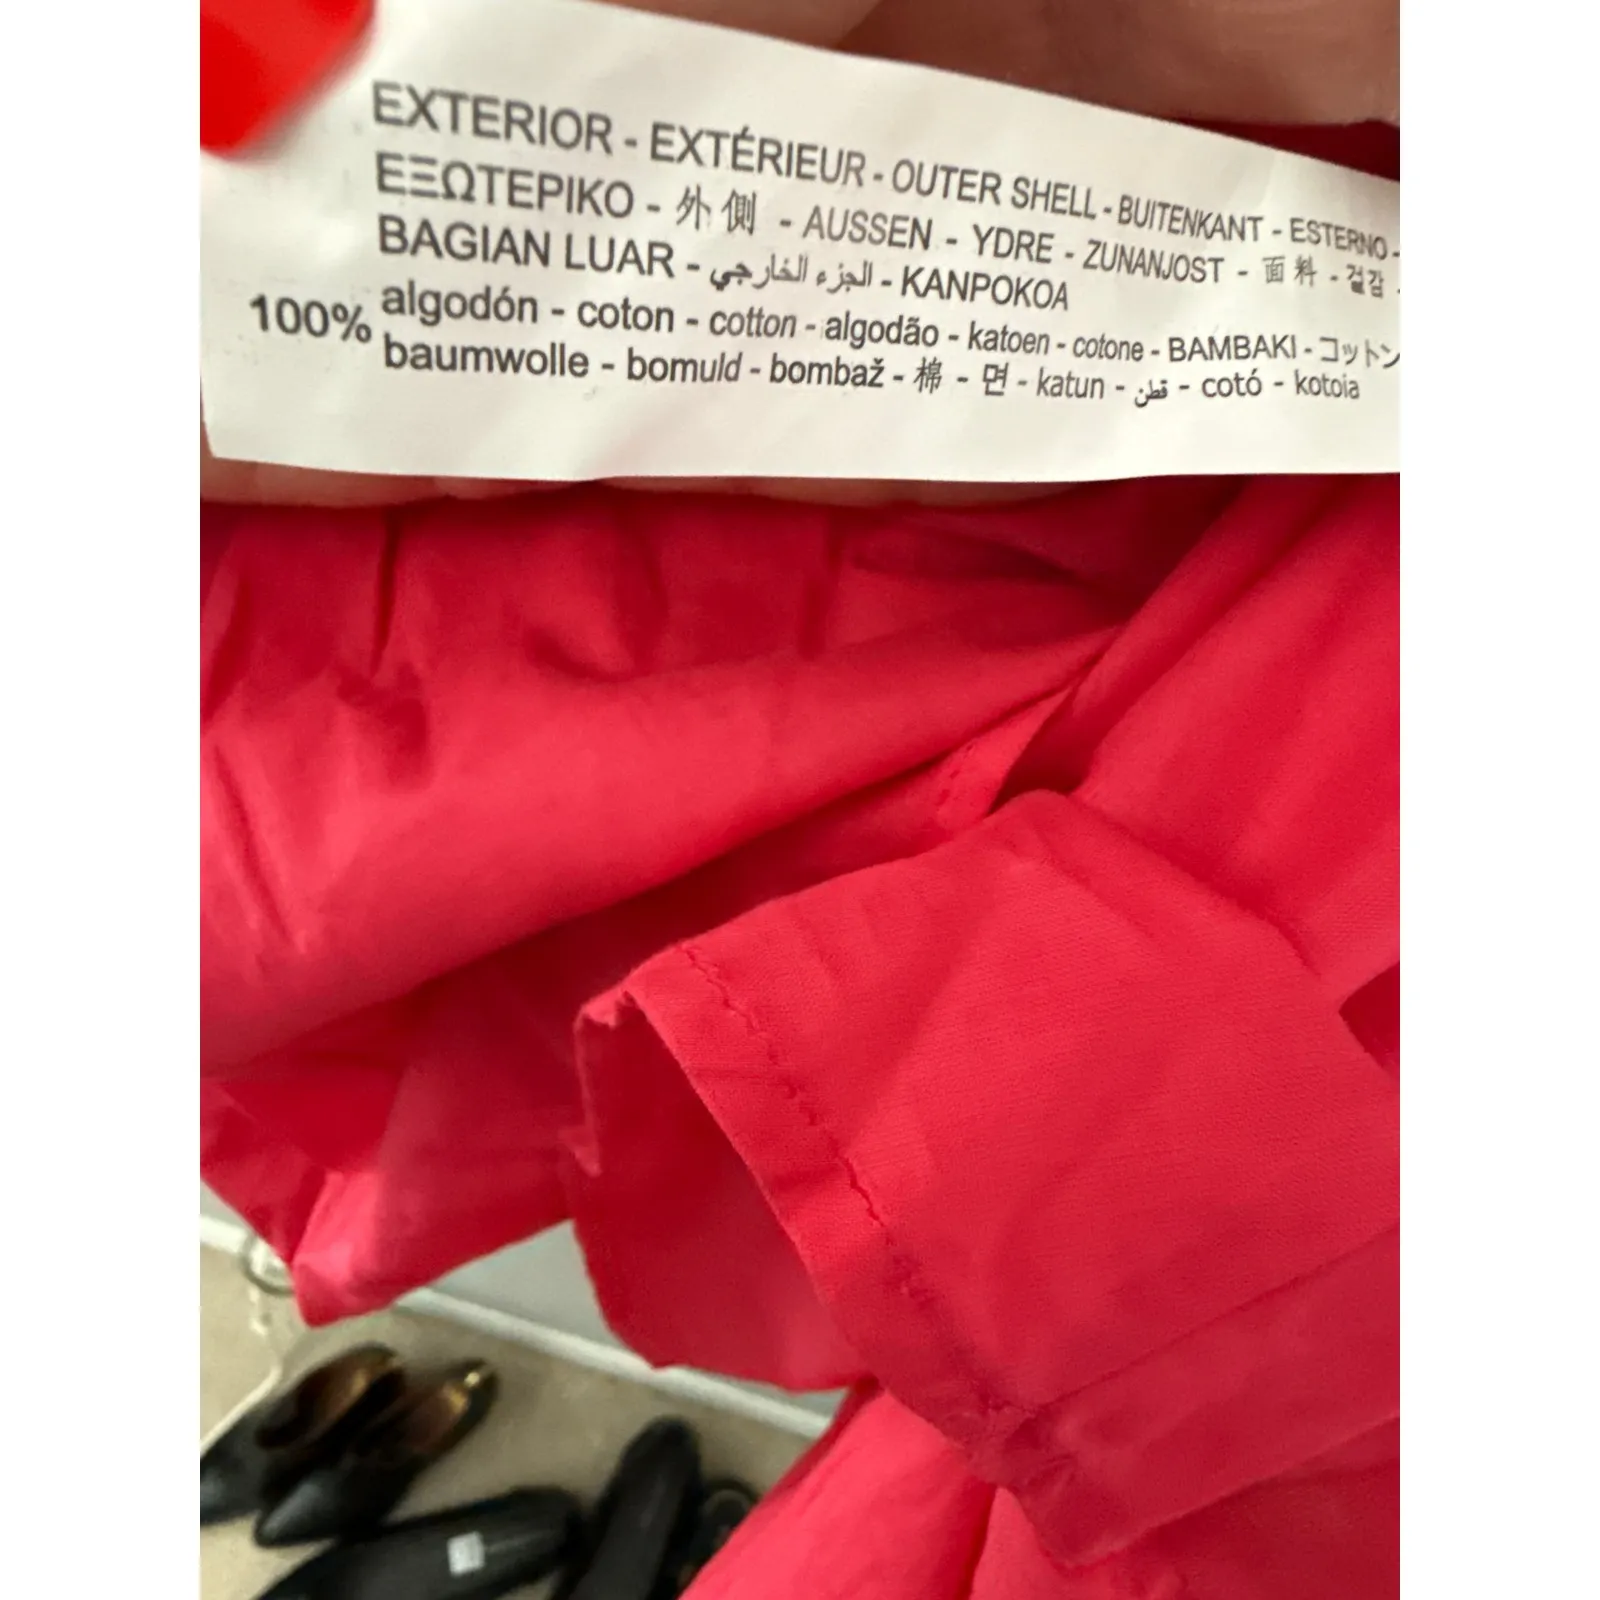 EXTERIOR - EXTÉRIEUR - OUTER SHELL - BUITENKANT - ESTERNO -
ΕΞΩΤΕΡΙΚΟ - 外側 - AUSSEN - YDRE - ZUNANJOST - 面料 - 겉감 -
BAGIAN LUAR - الجزء الخارجي - KANPOKOA
100% algodón - coton - cotton - algodão - katoen - cotone - BAMBAKI - コットン
baumwolle - bomuld - bombaž - 棉 - 면 - katun - قطن - cotó - kotoia